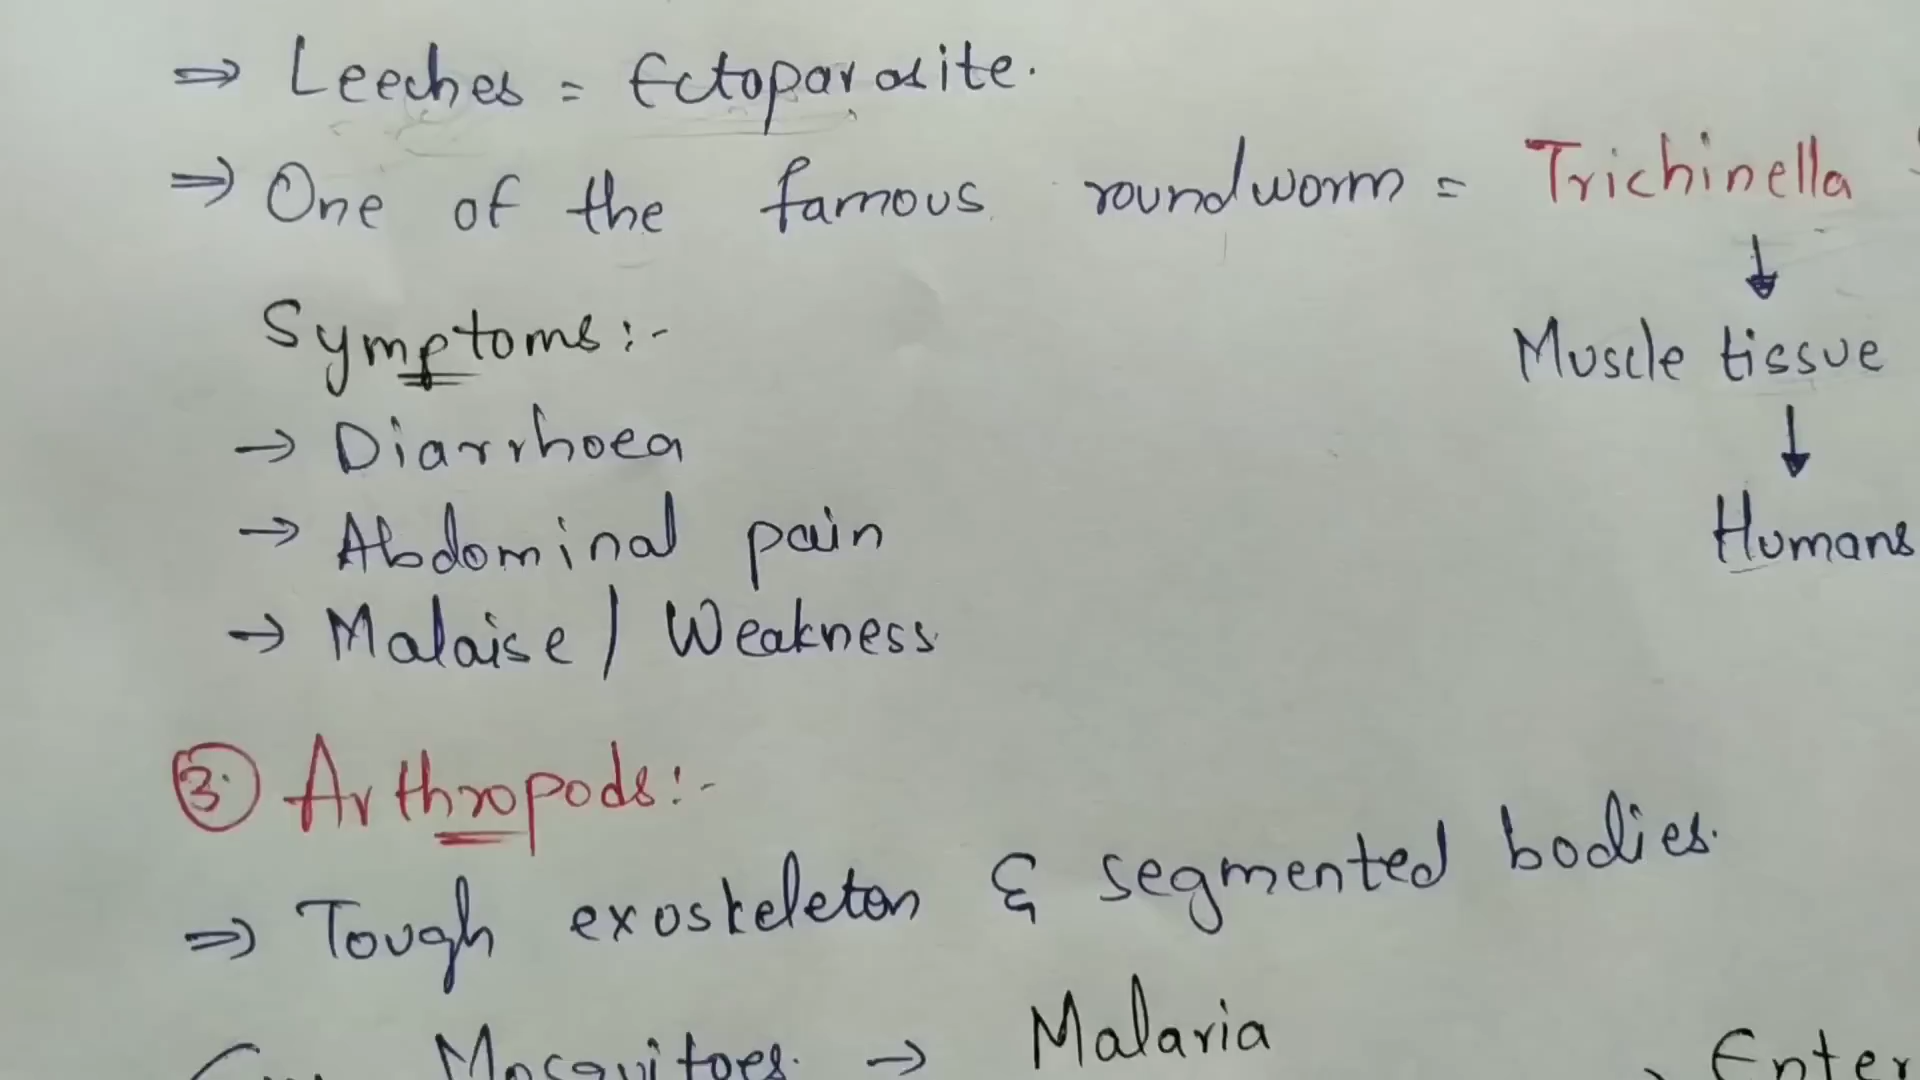 ⇒ Leeches = Ectoparasite.
⇒ One of the famous roundworm = Trichinella
↓
Muscle tissue
↓
Humans
Symptoms:-
→ Diarrhoea
→ Abdominal pain
→ Malaise / Weakness
③ Arthropods:-
⇒ Tough exoskeleton & segmented bodies.
Mosquitoes. → Malaria